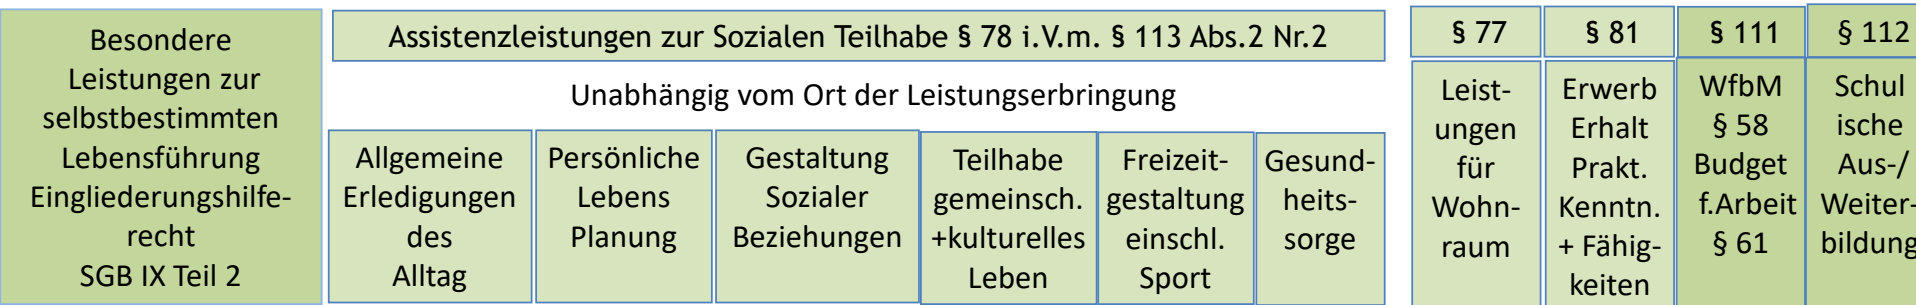 Besondere
Leistungen zur
selbstbestimmten
Lebensführung
Eingliederungshilfe-
recht
SGB IX Teil 2
Assistenzleistungen zur Sozialen Teilhabe § 78 i.V.m. § 113 Abs.2 Nr.2
Unabhängig vom Ort der Leistungserbringung
Allgemeine
Erledigungen
des
Alltag
Persönliche
Lebens
Planung
Gestaltung
Sozialer
Beziehungen
Teilhabe
gemeinsch.
+kulturelles
Leben
Freizeit-
gestaltung
einschl.
Sport
Gesund-
heits-
sorge
§ 77
Leist-
ungen
für
Wohn-
raum
§ 81
Erwerb
Erhalt
Prakt.
Kenntn.
+ Fähig-
keiten
§ 111
WfbM
§ 58
Budget
f.Arbeit
§ 61
§ 112
Schul
ische
Aus-/
Weiter-
bildung